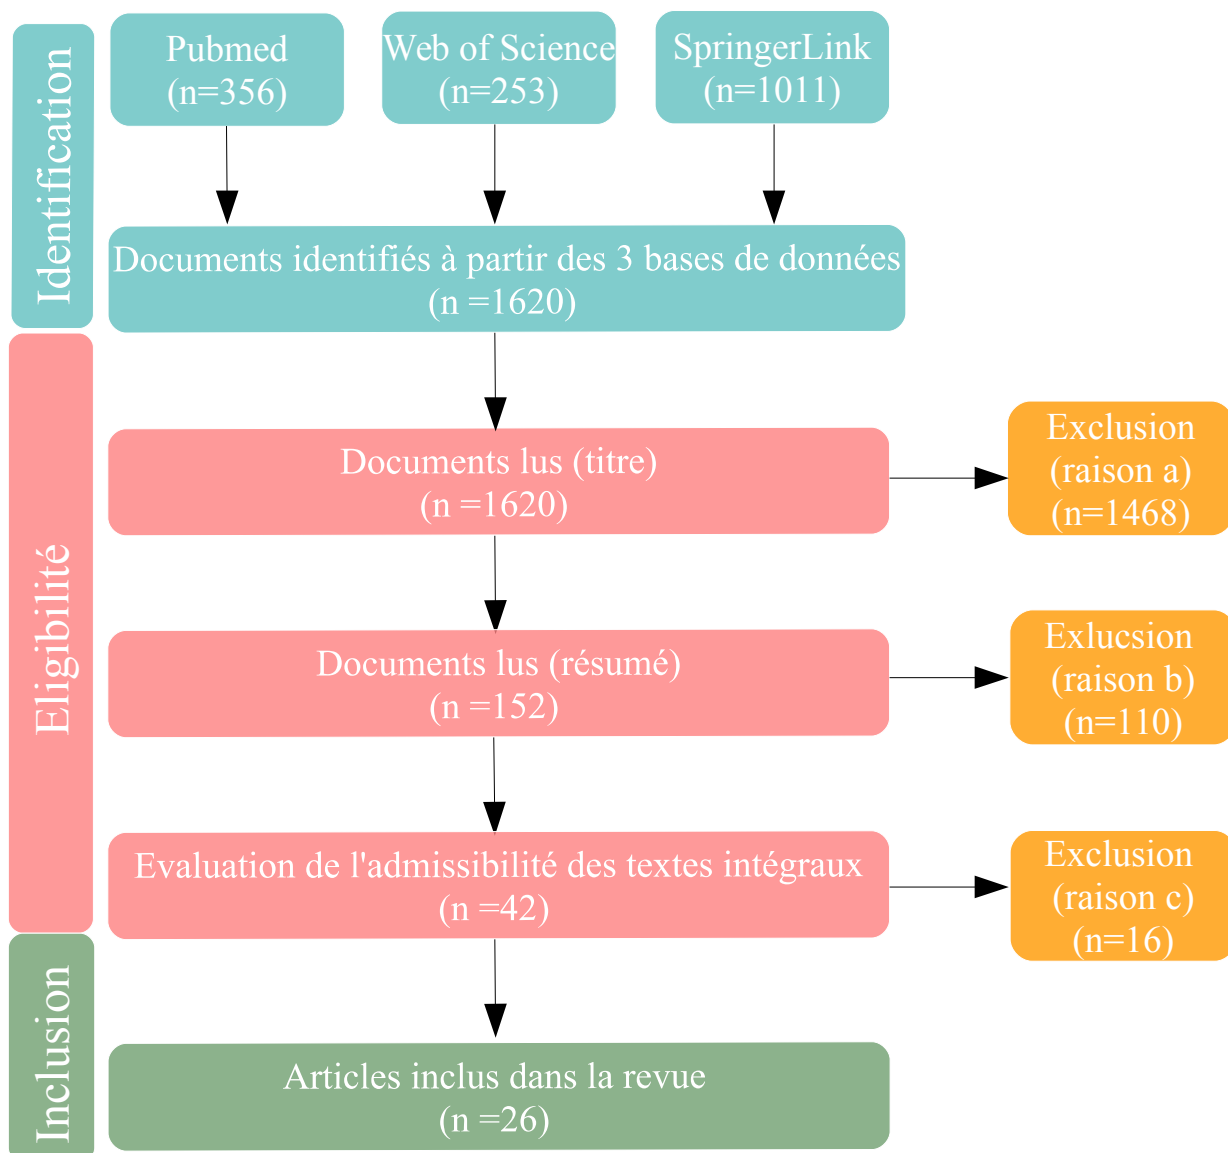 Identification
Pubmed
(n=356)
Web of Science
(n=253)
SpringerLink
(n=1011)
Documents identifiés à partir des 3 bases de données
(n =1620)
Eligibilité
Documents lus (titre)
(n =1620)
Exclusion
(raison a)
(n=1468)
Documents lus (résumé)
(n =152)
Exlucsion
(raison b)
(n=110)
Evaluation de l'admissibilité des textes intégraux
(n =42)
Exclusion
(raison c)
(n=16)
Inclusion
Articles inclus dans la revue
(n =26)